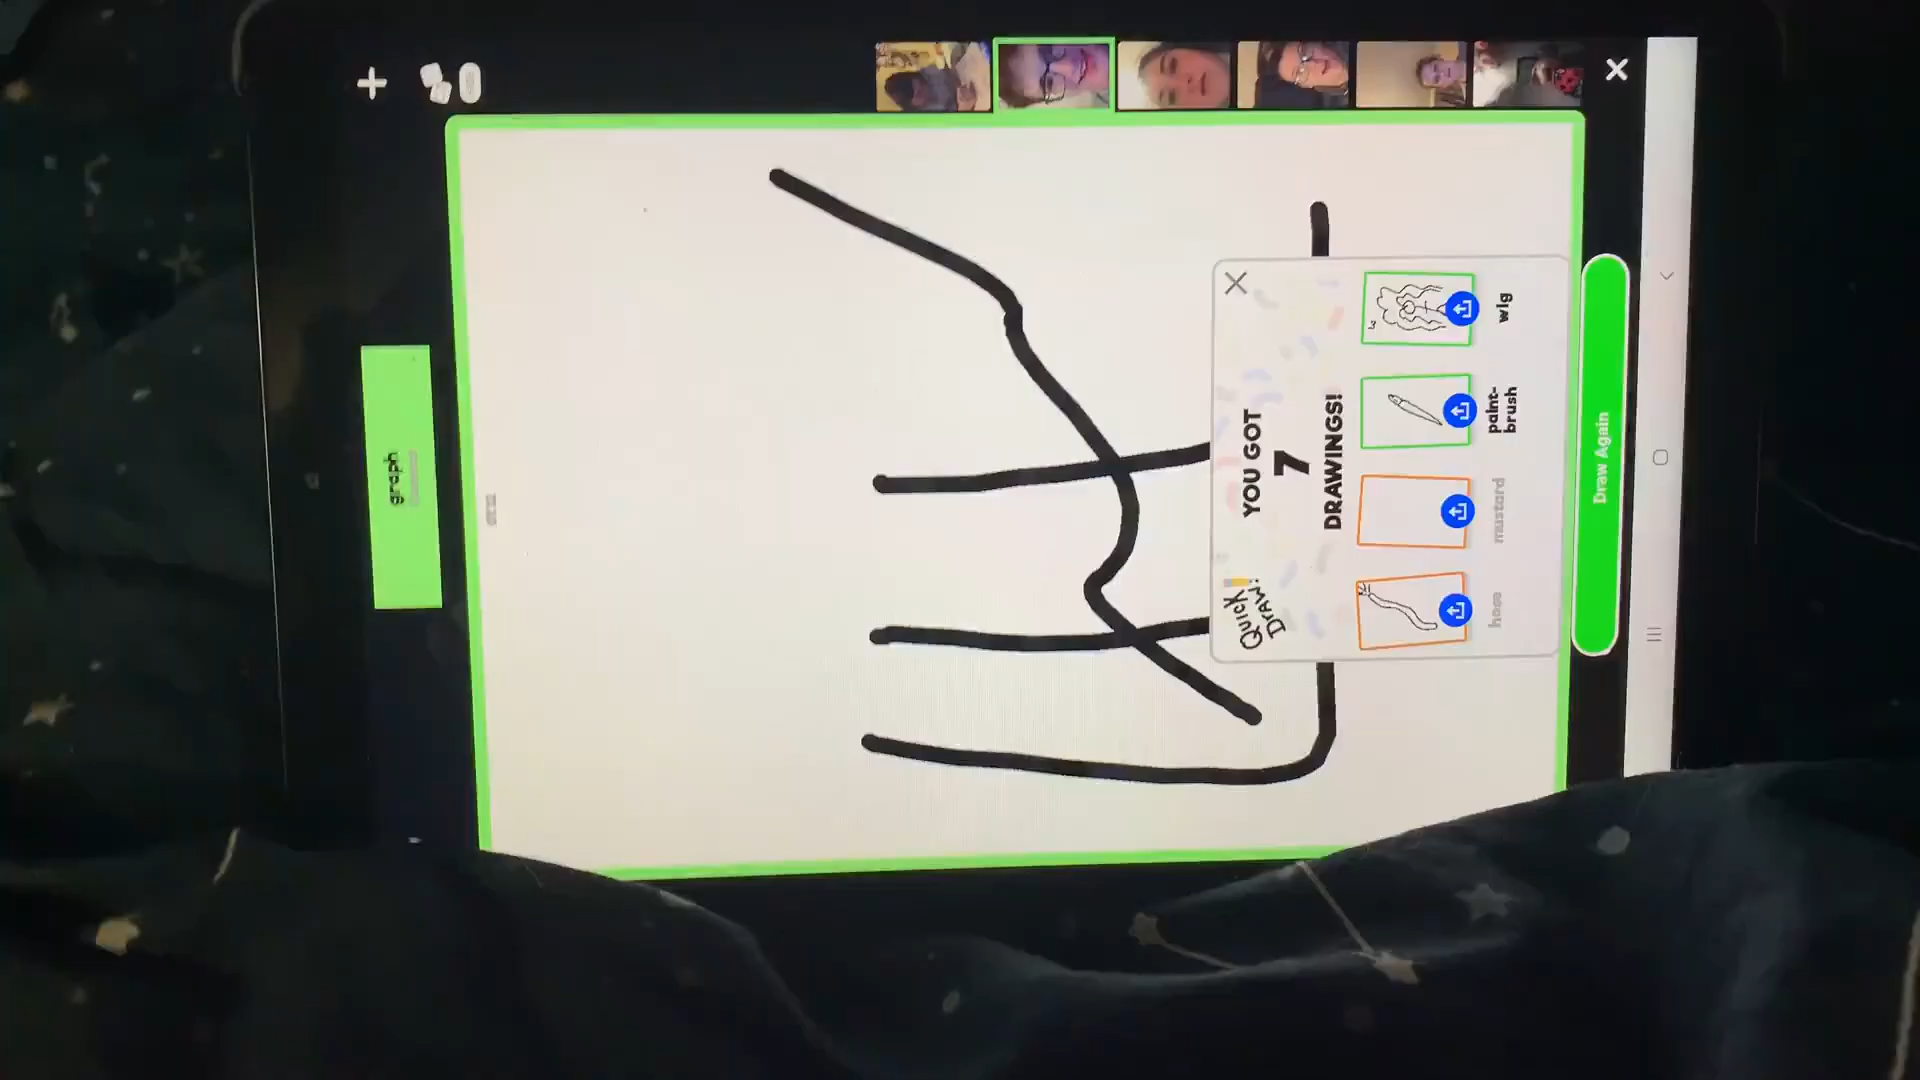 graph
QUICK
DRAW!
YOU GOT
7
DRAWINGS!
hose
mustard
paint-
brush
wig
Draw Again